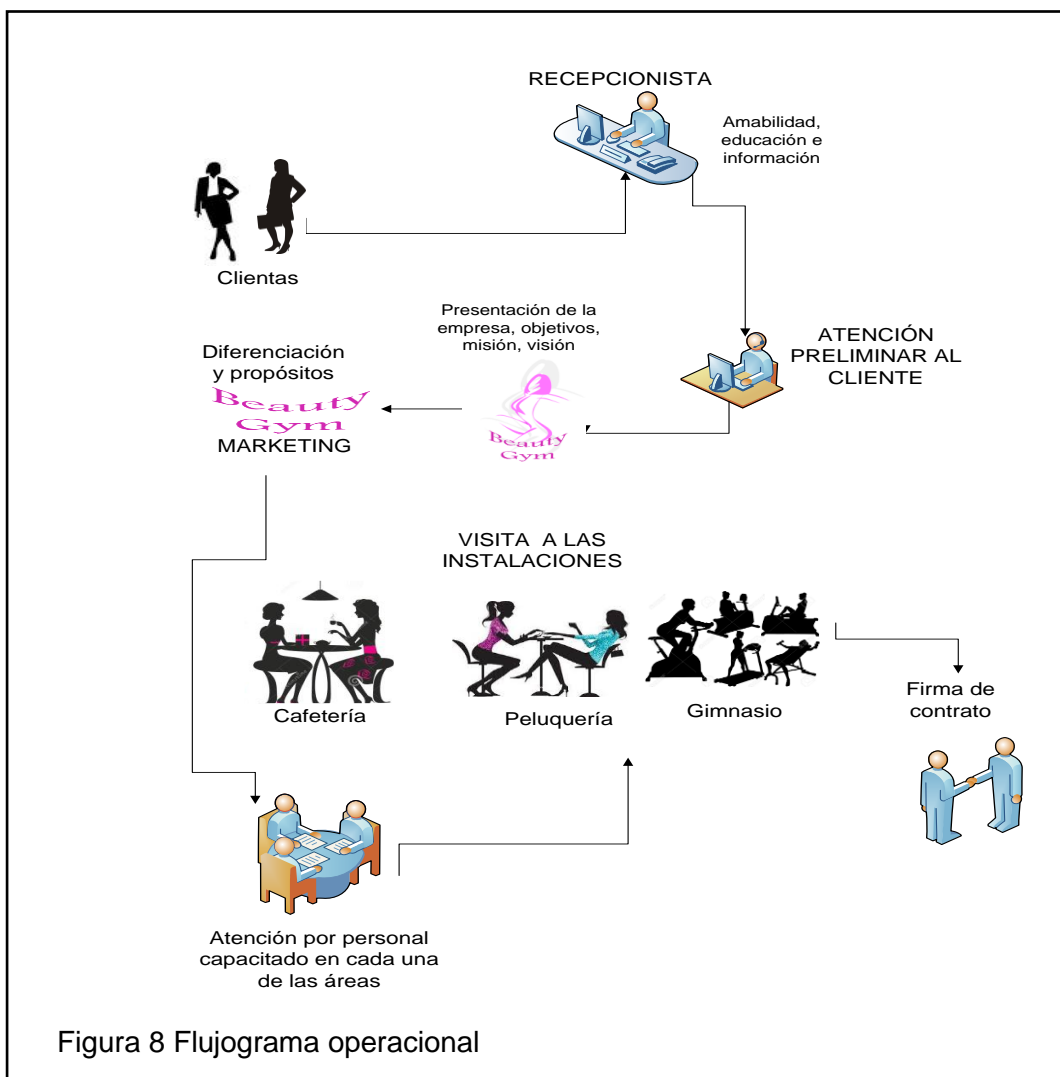 RECEPCIONISTA
Amabilidad,
educación e
información
Clientas
Presentación de la
empresa, objetivos,
misión, visión
ATENCIÓN
PRELIMINAR AL
CLIENTE
Diferenciación
y propósitos
Beauty
Gym
MARKETING
Beauty
Gym
VISITA A LAS
INSTALACIONES
Cafetería
Peluquería
Gimnasio
Firma de
contrato
Atención por personal
capacitado en cada una
de las áreas
Figura 8 Flujograma operacional